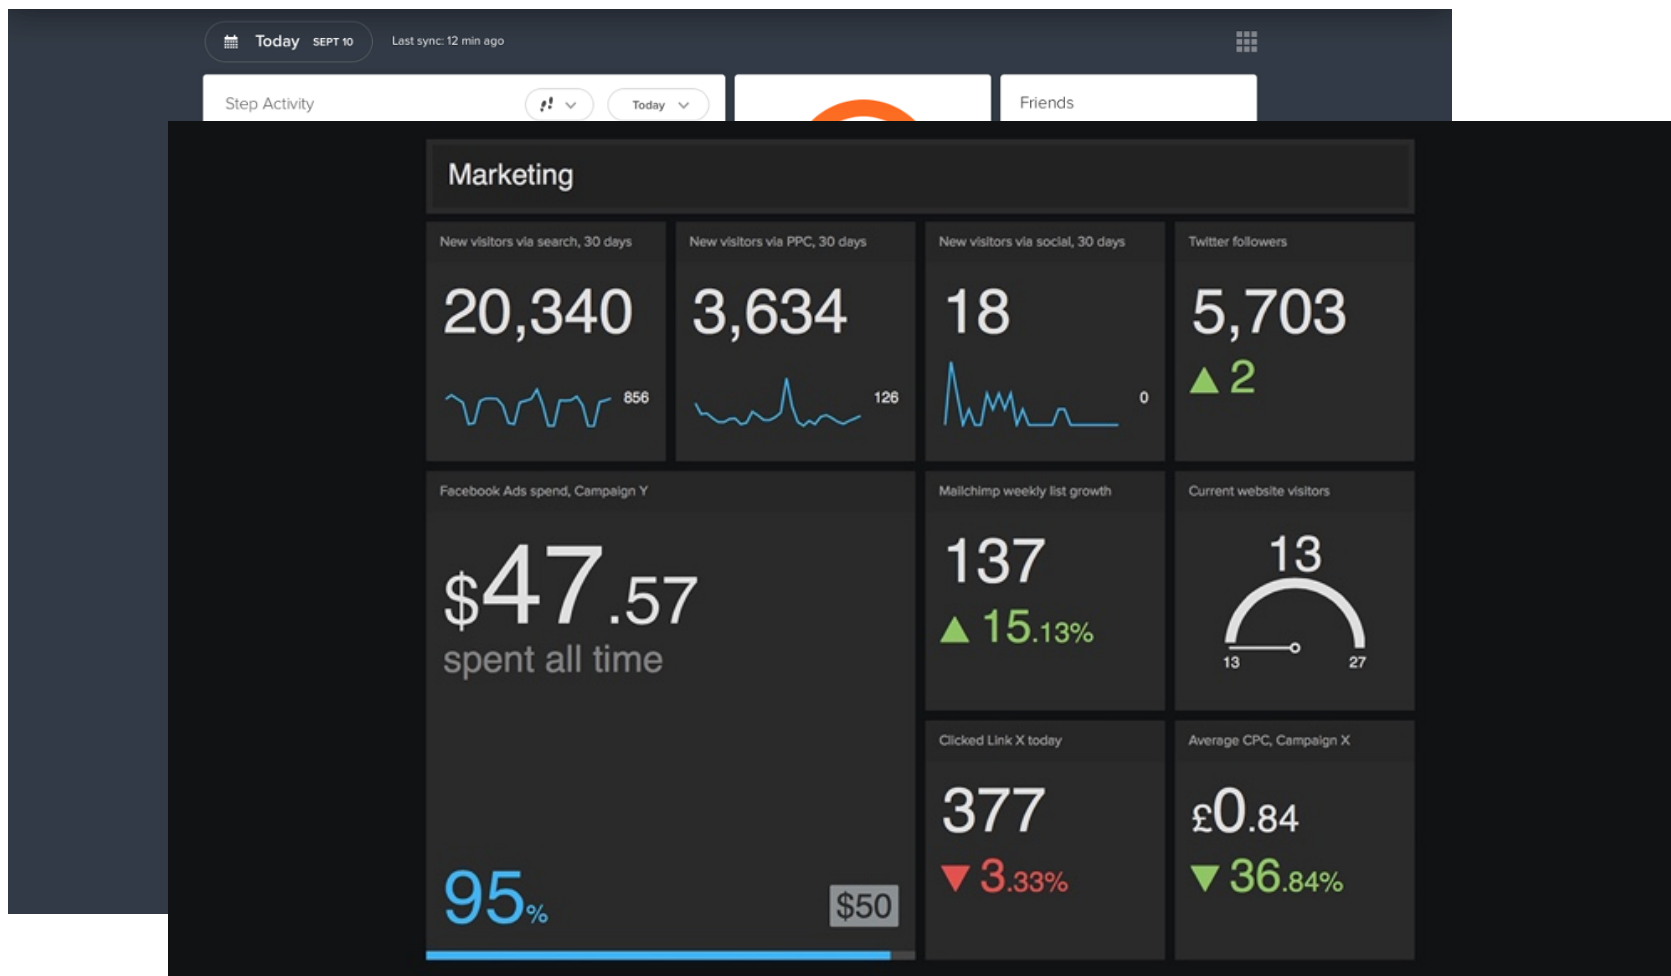 Today SEPT 10
Last sync: 12 min ago
Step Activity
Today
Friends
Marketing
New visitors via search, 30 days
20,340
856
New visitors via PPC, 30 days
3,634
126
New visitors via social, 30 days
18
0
Twitter followers
5,703
2
Facebook Ads spend, Campaign Y
$47.57
spent all time
95%
$50
Mailchimp weekly list growth
137
15.13%
Current website visitors
13
13
27
Clicked Link X today
377
3.33%
Average CPC, Campaign X
£0.84
36.84%